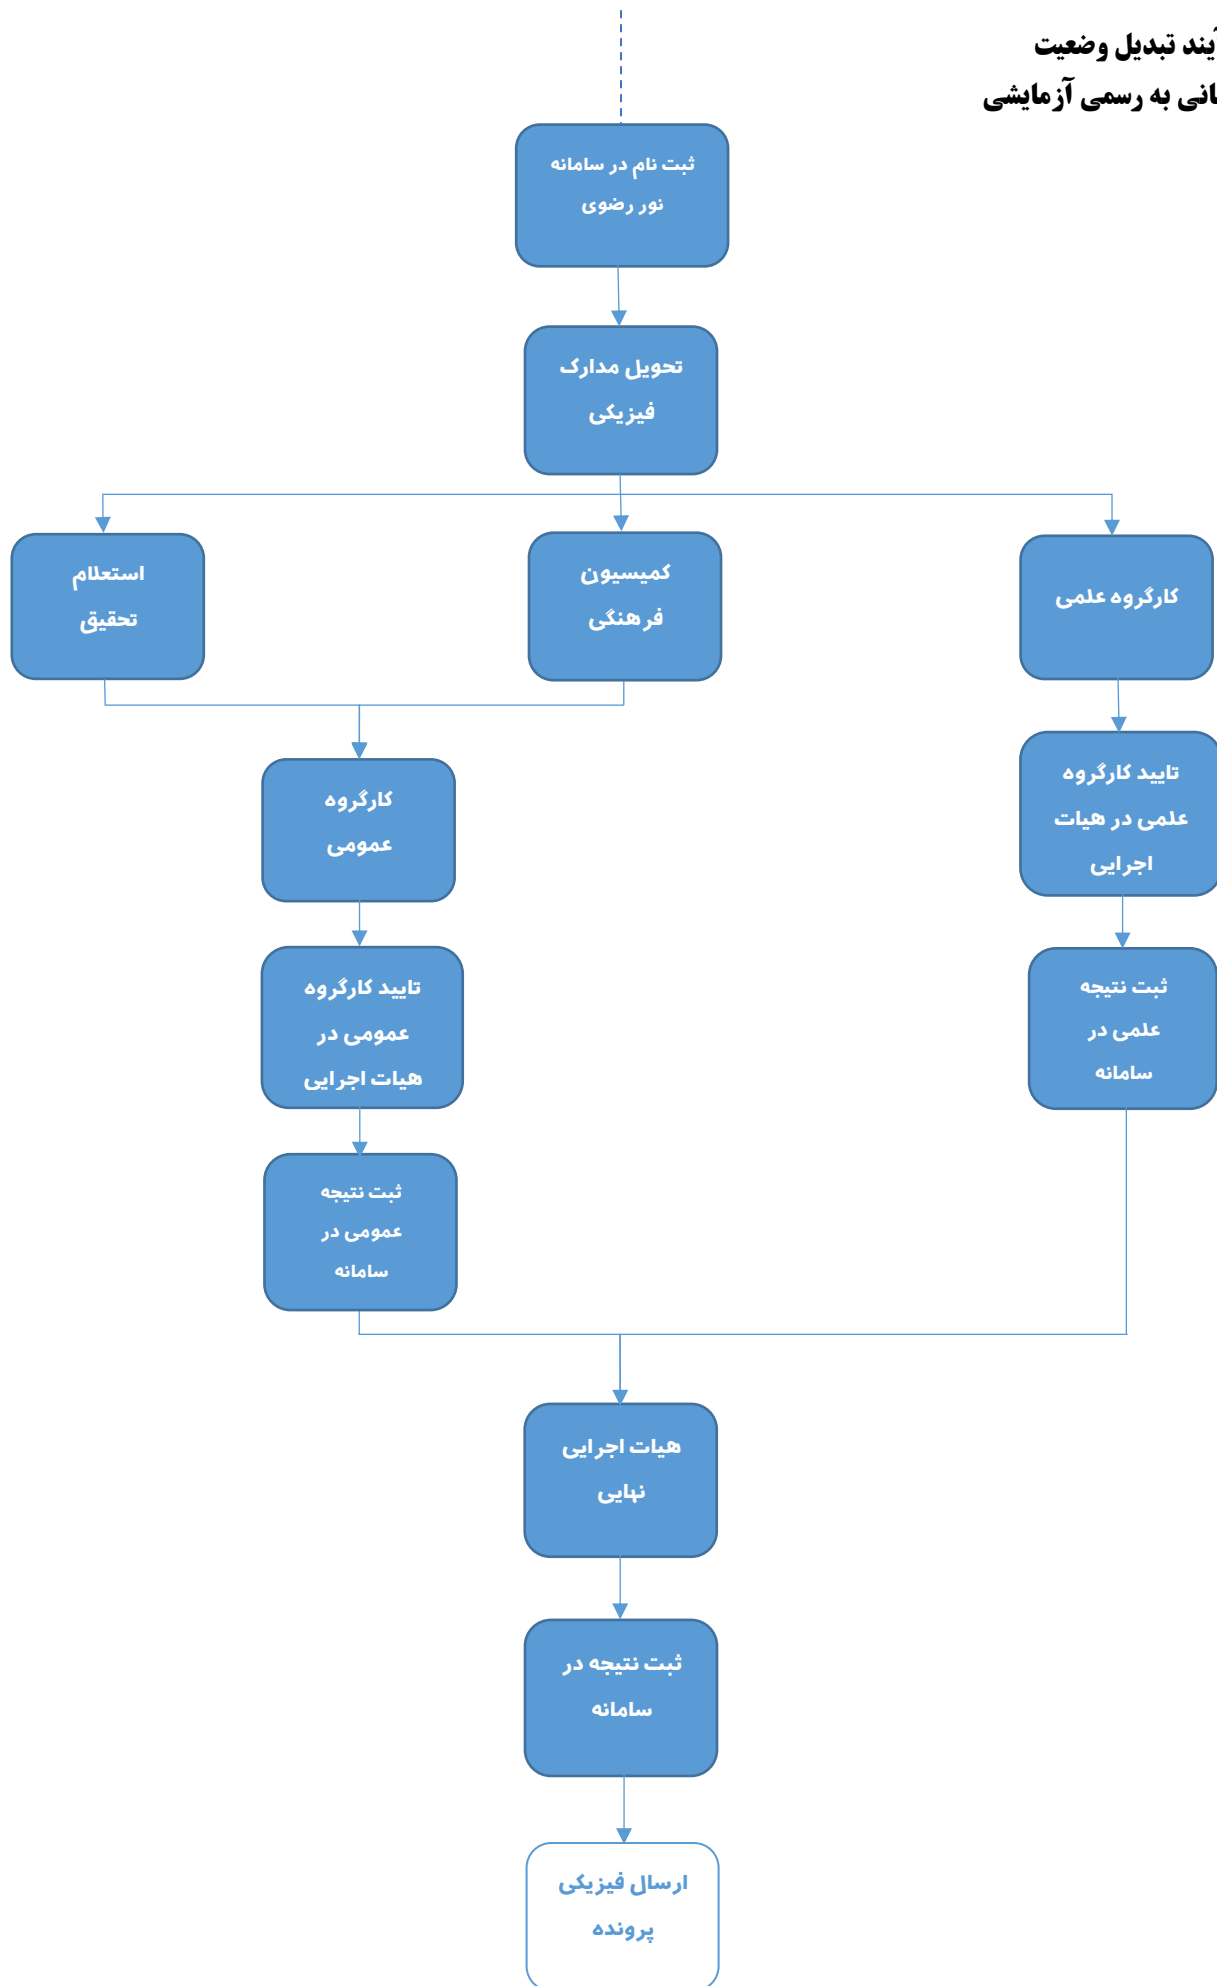 آیند تبدیل وضعیت
انی به رسمی آزمایشی
ثبت نام در سامانه
نور رضوی
تحویل مدارک
فیزیکی
کارگروه علمی
کمیسیون
فرهنگی
استعلام
تحقیق
تایید کارگروه
علمی در هیات
اجرایی
کارگروه
عمومی
ثبت نتیجه
علمی در
سامانه
تایید کارگروه
عمومی در
هیات اجرایی
ثبت نتیجه
عمومی در
سامانه
هیات اجرایی
نهایی
ثبت نتیجه در
سامانه
ارسال فیزیکی
پرونده